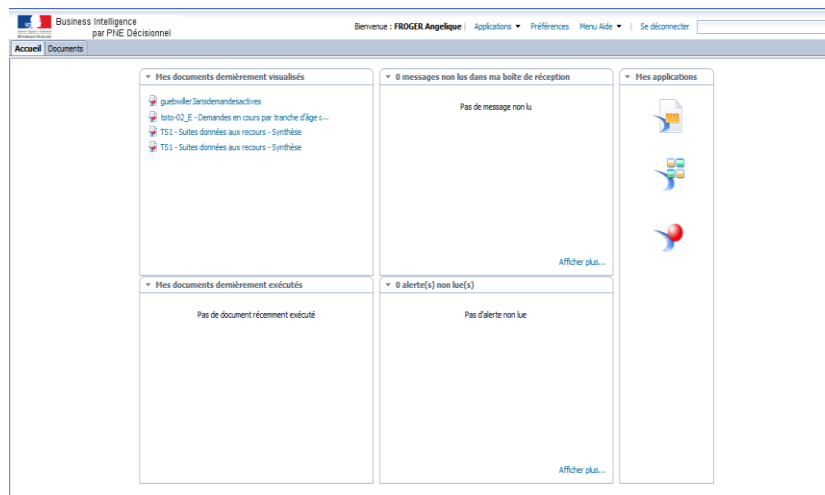 Business Intelligence
par PNE Décisionnel
Bienvenue : FROGER Angelique | Applications Préférences Menu Aide | Se déconnecter
Accueil Documents
Mes documents dernièrement visualisés
guebwiller3ansdemandesactives
toto-02_E - Demandes en cours par tranche d'âge c...
TS1 - Suites données aux recours - Synthèse
TS1 - Suites données aux recours - Synthèse
0 messages non lus dans ma boîte de réception
Pas de message non lu
Afficher plus...
Mes applications
Mes documents dernièrement exécutés
Pas de document récemment exécuté
0 alerte(s) non lue(s)
Pas d'alerte non lue
Afficher plus...